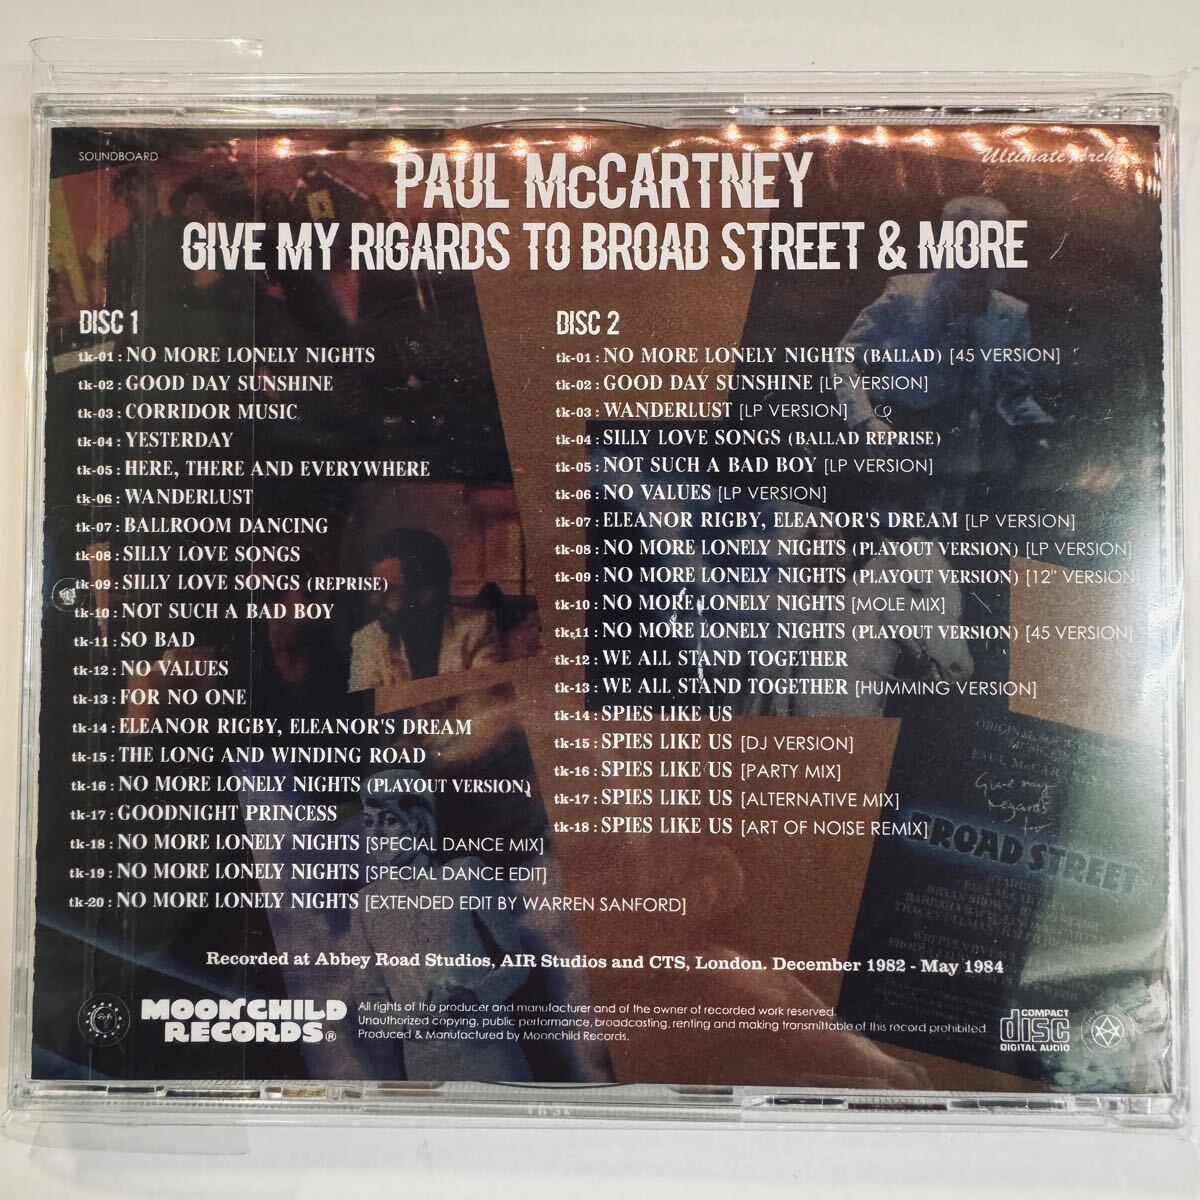 SOUNDBOARD
Ultimate Arch
PAUL McCARTNEY
GIVE MY RIGARDS TO BROAD STREET & MORE
DISC 1
tk-01 : NO MORE LONELY NIGHTS
tk-02 : GOOD DAY SUNSHINE
tk-03 : CORRIDOR MUSIC
tk-04 : YESTERDAY
tk-05 : HERE, THERE AND EVERYWHERE
tk-06 : WANDERLUST
tk-07 : BALLROOM DANCING
tk-08 : SILLY LOVE SONGS
tk-09 : SILLY LOVE SONGS (REPRISE)
tk-10 : NOT SUCH A BAD BOY
tk-11 : SO BAD
tk-12 : NO VALUES
tk-13 : FOR NO ONE
tk-14 : ELEANOR RIGBY, ELEANOR'S DREAM
tk-15 : THE LONG AND WINDING ROAD
tk-16 : NO MORE LONELY NIGHTS (PLAYOUT VERSION)
tk-17 : GOODNIGHT PRINCESS
tk-18 : NO MORE LONELY NIGHTS [SPECIAL DANCE MIX]
tk-19 : NO MORE LONELY NIGHTS [SPECIAL DANCE EDIT]
tk-20 : NO MORE LONELY NIGHTS [EXTENDED EDIT BY WARREN SANFORD]
DISC 2
tk-01 : NO MORE LONELY NIGHTS (BALLAD) [45 VERSION]
tk-02 : GOOD DAY SUNSHINE [LP VERSION]
tk-03 : WANDERLUST [LP VERSION]
tk-04 : SILLY LOVE SONGS (BALLAD REPRISE)
tk-05 : NOT SUCH A BAD BOY [LP VERSION]
tk-06 : NO VALUES [LP VERSION]
tk-07 : ELEANOR RIGBY, ELEANOR'S DREAM [LP VERSION]
tk-08 : NO MORE LONELY NIGHTS (PLAYOUT VERSION) [LP VERSION]
tk-09 : NO MORE LONELY NIGHTS (PLAYOUT VERSION) [12" VERSION]
tk-10 : NO MORE LONELY NIGHTS [MOLE MIX]
tk-11 : NO MORE LONELY NIGHTS (PLAYOUT VERSION) [45 VERSION]
tk-12 : WE ALL STAND TOGETHER
tk-13 : WE ALL STAND TOGETHER [HUMMING VERSION]
tk-14 : SPIES LIKE US
tk-15 : SPIES LIKE US [DJ VERSION]
tk-16 : SPIES LIKE US [PARTY MIX]
tk-17 : SPIES LIKE US [ALTERNATIVE MIX]
tk-18 : SPIES LIKE US [ART OF NOISE REMIX]
PAUL McCARTNEY
Give my
regards
to
BROAD STREET
Recorded at Abbey Road Studios, AIR Studios and CTS, London. December 1982 - May 1984
MOONCHILD
RECORDS®
All rights of the producer and manufacturer and of the owner of recorded work reserved.
Unauthorized copying, public performance, broadcasting, renting and making transmittable of this record prohibited.
Produced & Manufactured by Moonchild Records.
COMPACT
disc
DIGITAL AUDIO